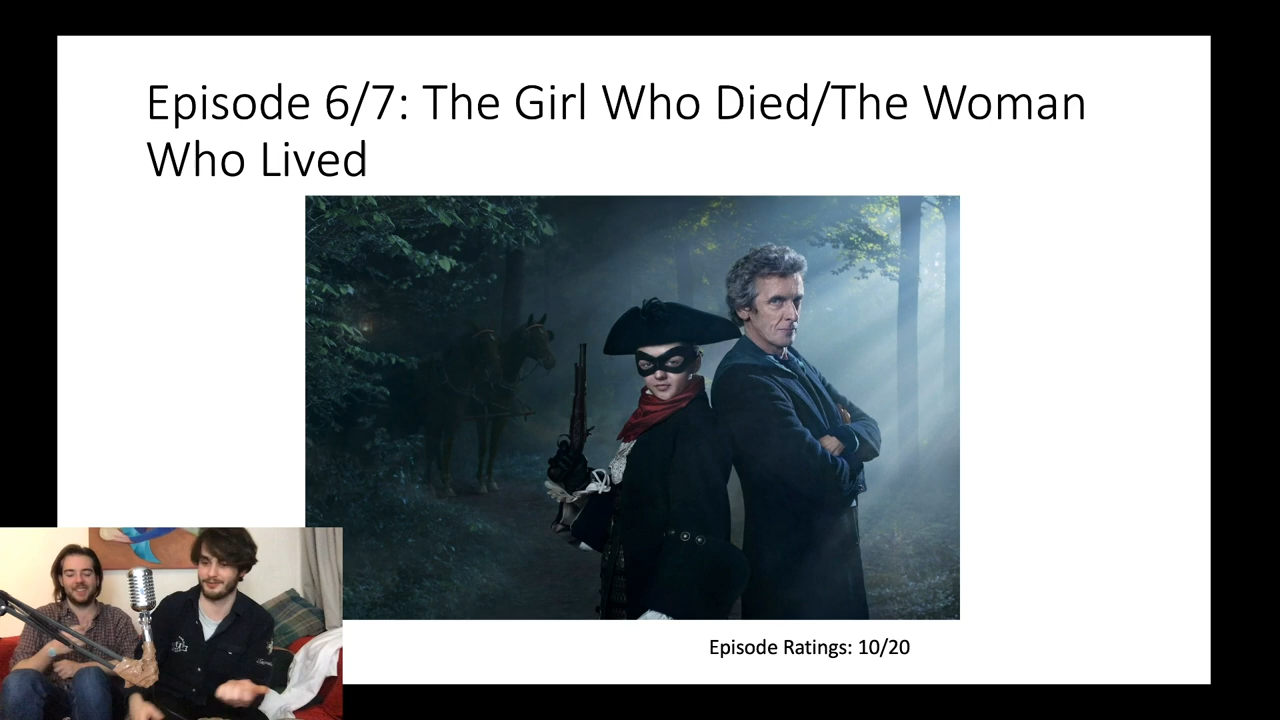 Episode 6/7: The Girl Who Died/The Woman
Who Lived
Episode Ratings: 10/20